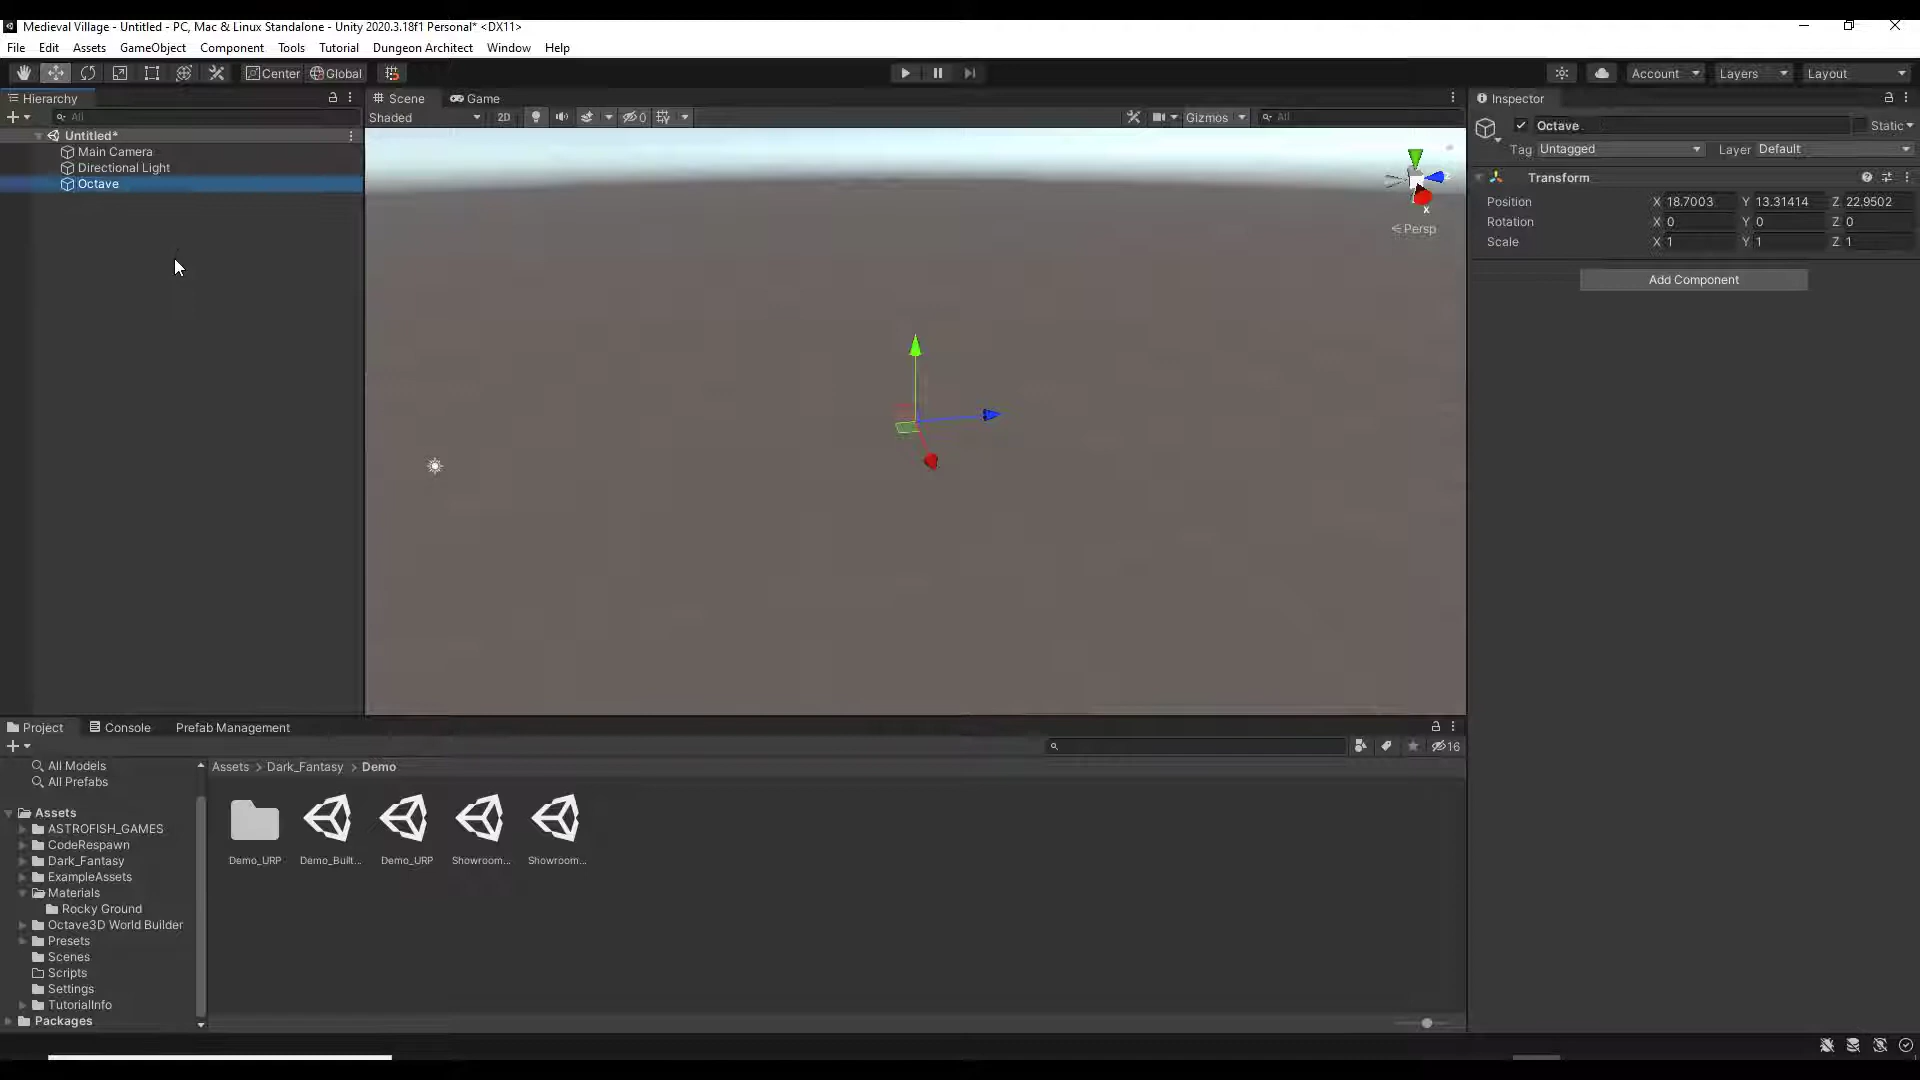 Medieval Village - Untitled - PC, Mac & Linux Standalone - Unity 2020.3.18f1 Personal* <DX11>
File Edit Assets GameObject Component Tools Tutorial Dungeon Architect Window Help
Center Global Account Layers Layout
Hierarchy
All
Untitled*
Main Camera
Directional Light
Octave
Scene Game
Shaded 2D 0 Gizmos All
x
Persp
Inspector
Octave Static
Tag Untagged Layer Default
Transform
Position X 18.7003 Y 13.31414 Z 22.9502
Rotation X 0 Y 0 Z 0
Scale X 1 Y 1 Z 1
Add Component
Project Console Prefab Management
16
All Models
All Prefabs
Assets
ASTROFISH_GAMES
CodeRespawn
Dark_Fantasy
ExampleAssets
Materials
Rocky Ground
Octave3D World Builder
Presets
Scenes
Scripts
Settings
TutorialInfo
Packages
Assets > Dark_Fantasy > Demo
Demo_URP Demo_Built... Demo_URP Showroom... Showroom...